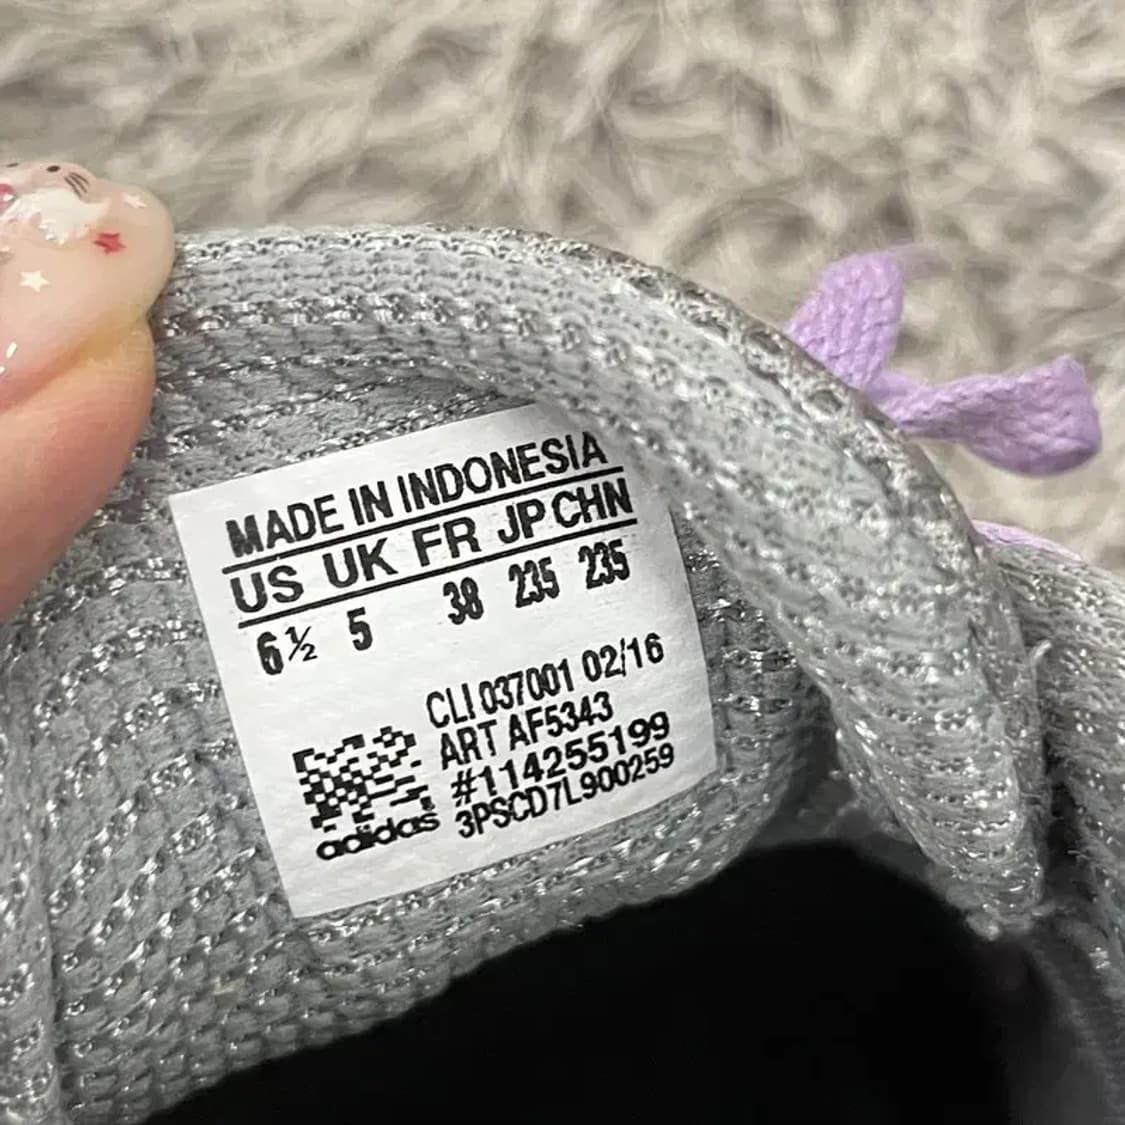 MADE IN INDONESIA
US UK FR JP CHN
6½ 5 38 235 235
CLI 037001 02/16
ART AF5343
#114255199
3PSCD7L900259
adidas